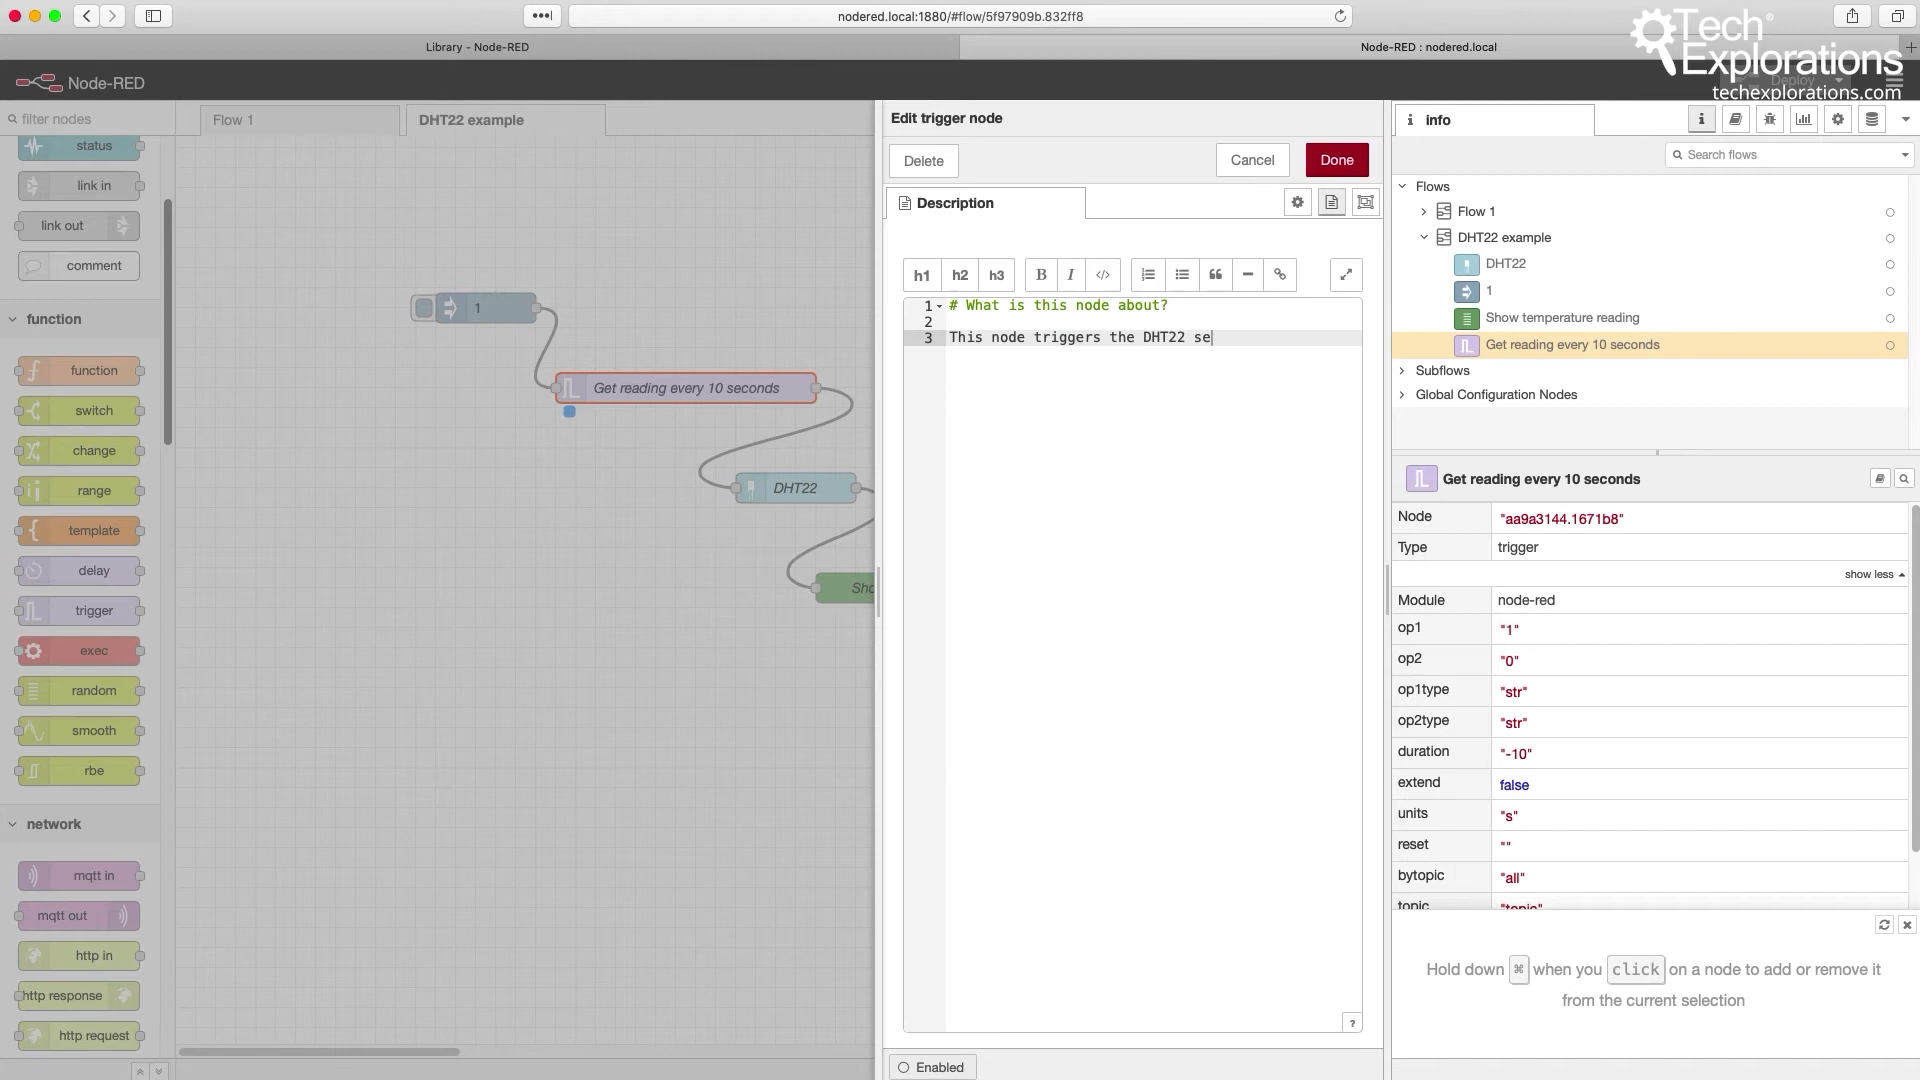 nodered.local:1880/#flow/5f97909b.832ff8
Library - Node-RED
Node-RED : nodered.local
Tech Explorations
techexplorations.com
Node-RED
Deploy
filter nodes
status
link in
link out
comment
function
function
switch
change
range
template
delay
trigger
exec
random
smooth
rbe
network
mqtt in
mqtt out
http in
http response
http request
Flow 1
DHT22 example
1
Get reading every 10 seconds
DHT22
Sho
Edit trigger node
Delete
Cancel
Done
Description
h1 h2 h3 B I </>
1 # What is this node about?
2
3 This node triggers the DHT22 se
?
Enabled
i info
i
Search flows
Flows
Flow 1
DHT22 example
DHT22
1
Show temperature reading
Get reading every 10 seconds
Subflows
Global Configuration Nodes
Get reading every 10 seconds
Node "aa9a3144.1671b8"
Type trigger
show less
Module node-red
op1 "1"
op2 "0"
op1type "str"
op2type "str"
duration "-10"
extend false
units "s"
reset ""
bytopic "all"
topic "topic"
Hold down ⌘ when you click on a node to add or remove it
from the current selection